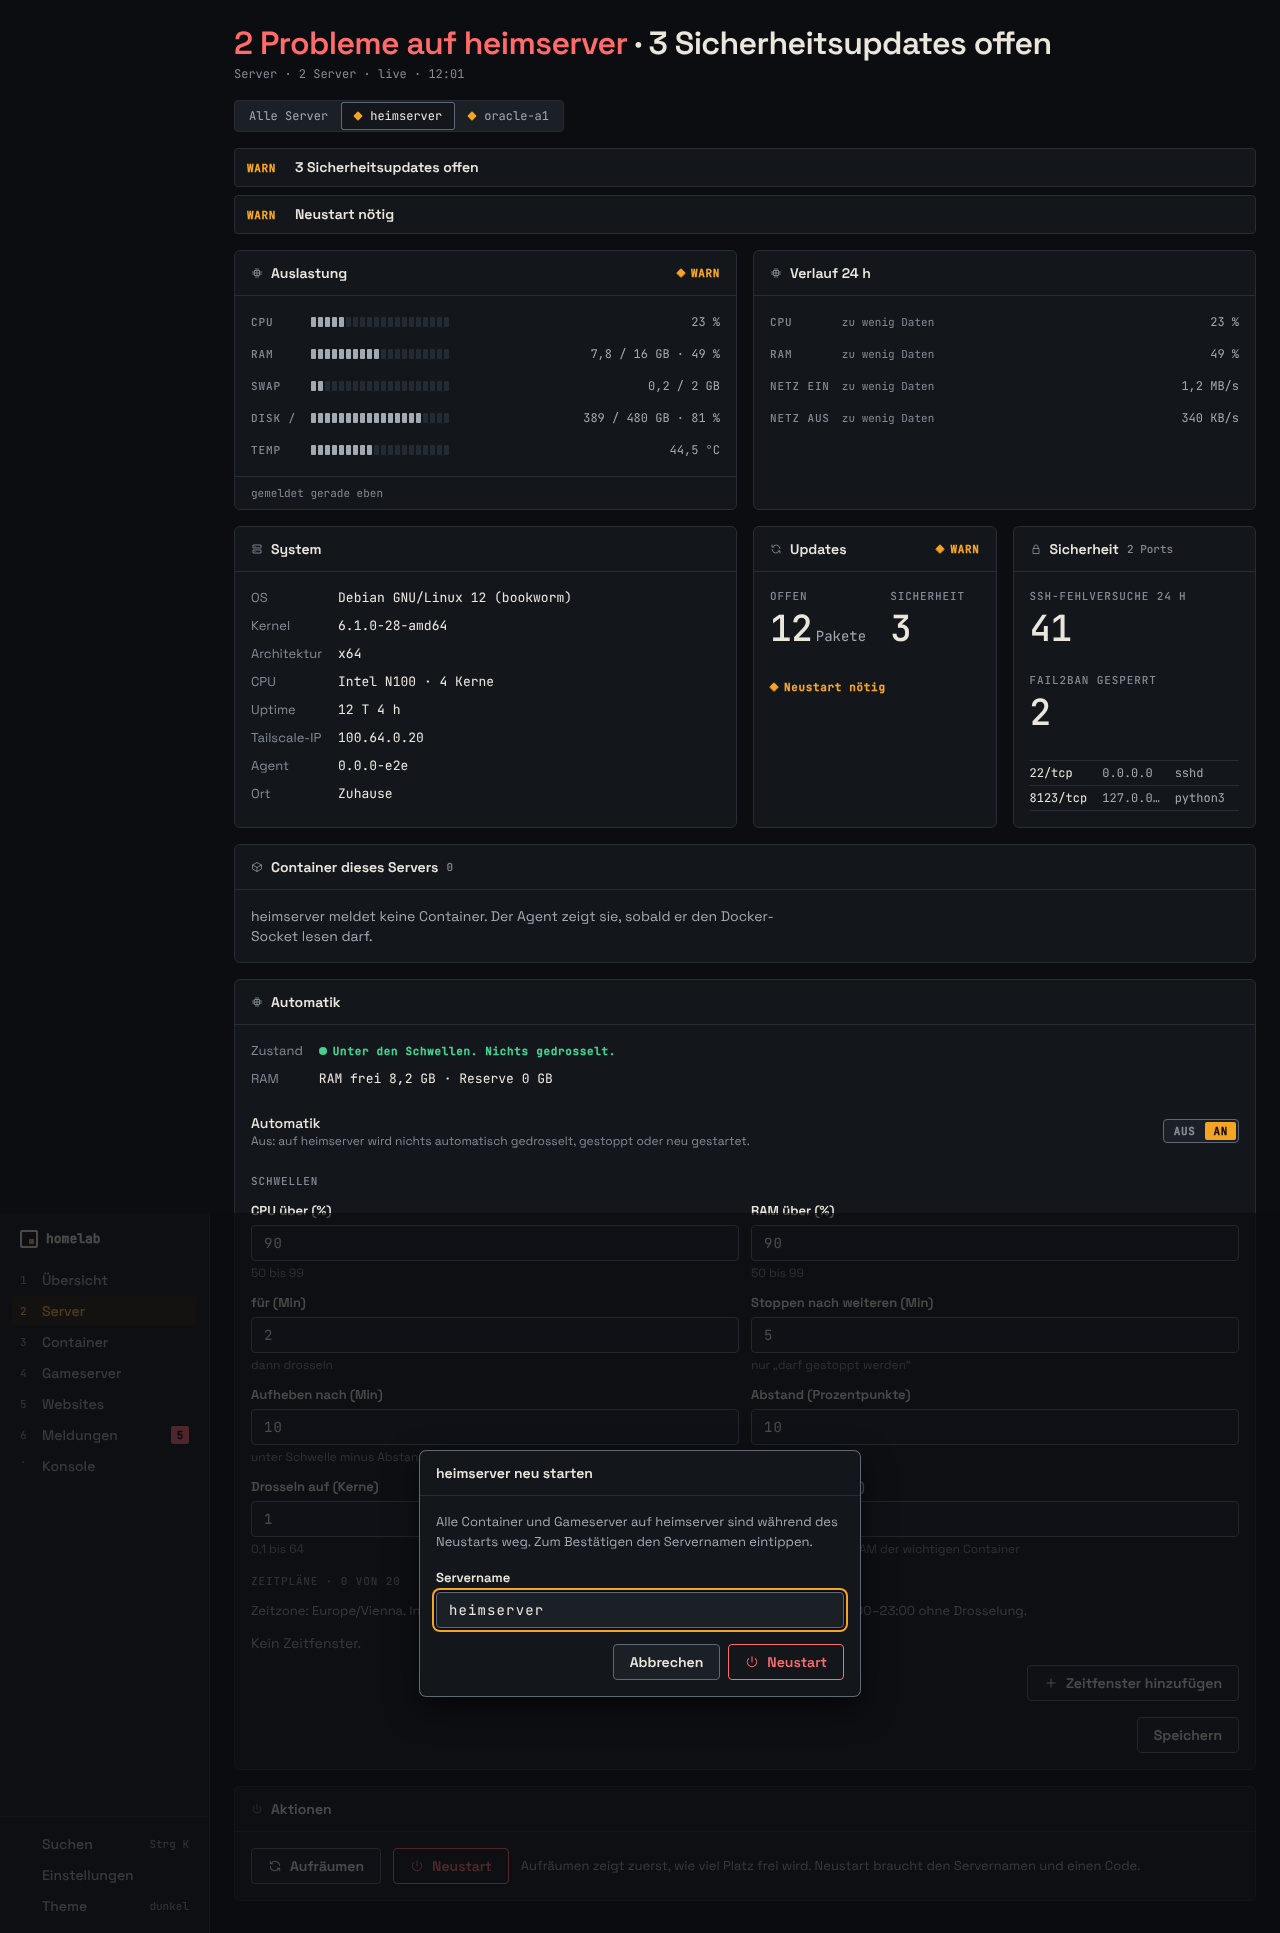 2 Probleme auf heimserver · 3 Sicherheitsupdates offen
Server · 2 Server · live · 12:01
Alle Server
heimserver
oracle-a1
WARN 3 Sicherheitsupdates offen
WARN Neustart nötig
Auslastung WARN
CPU 23 %
RAM 7,8 / 16 GB · 49 %
SWAP 0,2 / 2 GB
DISK / 389 / 480 GB · 81 %
TEMP 44,5 °C
gemeldet gerade eben
Verlauf 24 h
CPU zu wenig Daten 23 %
RAM zu wenig Daten 49 %
NETZ EIN zu wenig Daten 1,2 MB/s
NETZ AUS zu wenig Daten 340 KB/s
System
OS Debian GNU/Linux 12 (bookworm)
Kernel 6.1.0-28-amd64
Architektur x64
CPU Intel N100 · 4 Kerne
Uptime 12 T 4 h
Tailscale-IP 100.64.0.20
Agent 0.0.0-e2e
Ort Zuhause
Updates WARN
OFFEN SICHERHEIT
12 Pakete 3
Neustart nötig
Sicherheit 2 Ports
SSH-FEHLVERSUCHE 24 H
41
FAIL2BAN GESPERRT
2
22/tcp 0.0.0.0 sshd
8123/tcp 127.0.0… python3
Container dieses Servers 0
heimserver meldet keine Container. Der Agent zeigt sie, sobald er den Docker-
Socket lesen darf.
Automatik
Zustand Unter den Schwellen. Nichts gedrosselt.
RAM RAM frei 8,2 GB · Reserve 0 GB
Automatik
Aus: auf heimserver wird nichts automatisch gedrosselt, gestoppt oder neu gestartet.
AUS AN
SCHWELLEN
CPU über (%) RAM über (%)
90 90
50 bis 99 50 bis 99
für (Min) Stoppen nach weiteren (Min)
2 5
dann drosseln nur „darf gestoppt werden“
Aufheben nach (Min) Abstand (Prozentpunkte)
10 10
unter Schwelle minus Abstan
Drosseln auf (Kerne) )
1
0,1 bis 64 AM der wichtigen Container
ZEITPLÄNE · 0 VON 20
Zeitzone: Europe/Vienna. In 00–23:00 ohne Drosselung.
Kein Zeitfenster.
Zeitfenster hinzufügen
Speichern
homelab
1 Übersicht
2 Server
3 Container
4 Gameserver
5 Websites
6 Meldungen 5
` Konsole
Suchen Strg K
Einstellungen
Theme dunkel
heimserver neu starten
Alle Container und Gameserver auf heimserver sind während des
Neustarts weg. Zum Bestätigen den Servernamen eintippen.
Servername
heimserver
Abbrechen Neustart
Aktionen
Aufräumen Neustart Aufräumen zeigt zuerst, wie viel Platz frei wird. Neustart braucht den Servernamen und einen Code.